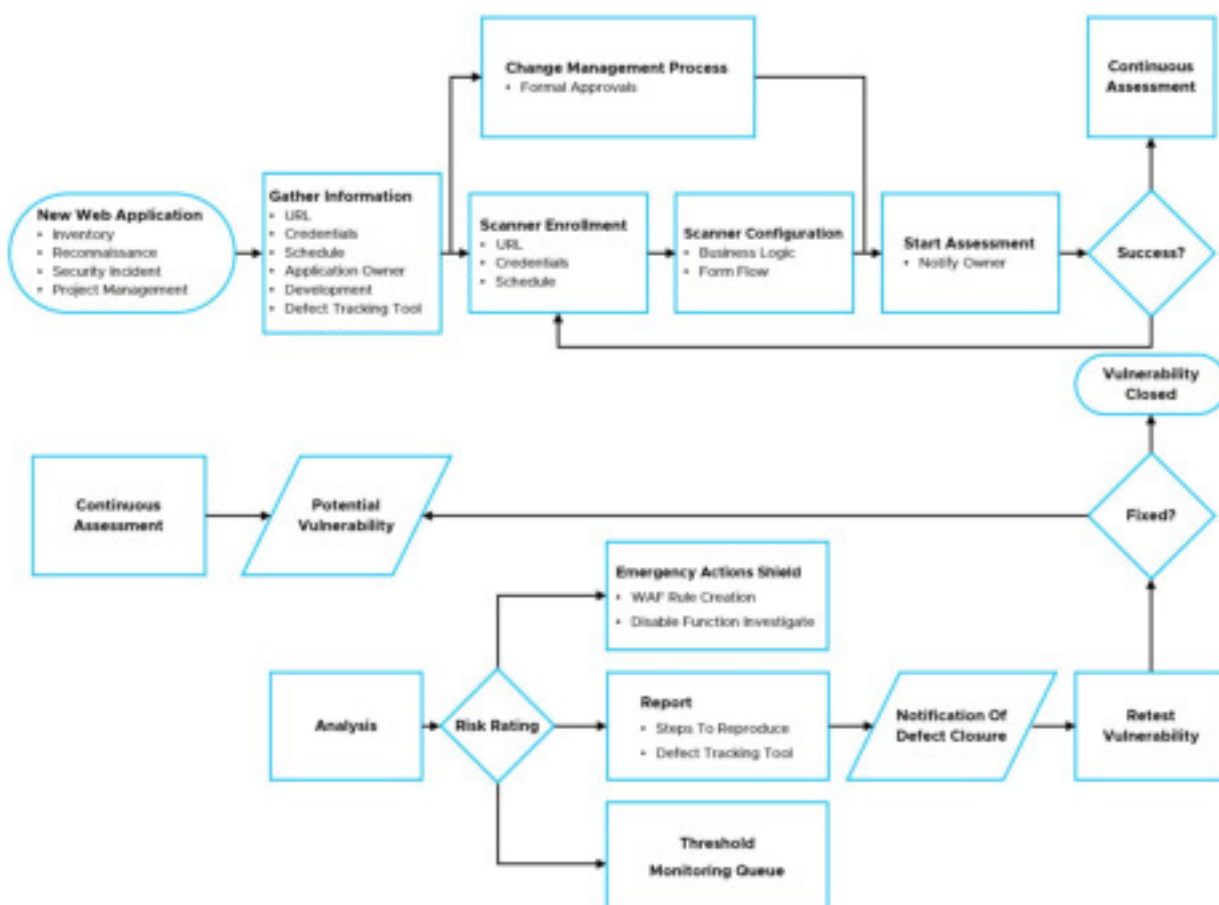 Change Management Process
• Formal Approvals
Continuous
Assessment
New Web Application
• Inventory
• Reconnaissance
• Security Incident
• Project Management
Gather Information
• URL
• Credentials
• Schedule
• Application Owner
• Development
• Defect Tracking Tool
Scanner Enrollment
• URL
• Credentials
• Schedule
Scanner Configuration
• Business Logic
• Form Flow
Start Assessment
• Notify Owner
Success?
Vulnerability
Closed
Continuous
Assessment
Potential
Vulnerability
Fixed?
Emergency Actions Shield
• WAF Rule Creation
• Disable Function Investigate
Analysis
Risk Rating
Report
• Steps To Reproduce
• Defect Tracking Tool
Notification Of
Defect Closure
Retest
Vulnerability
Threshold
Monitoring Queue